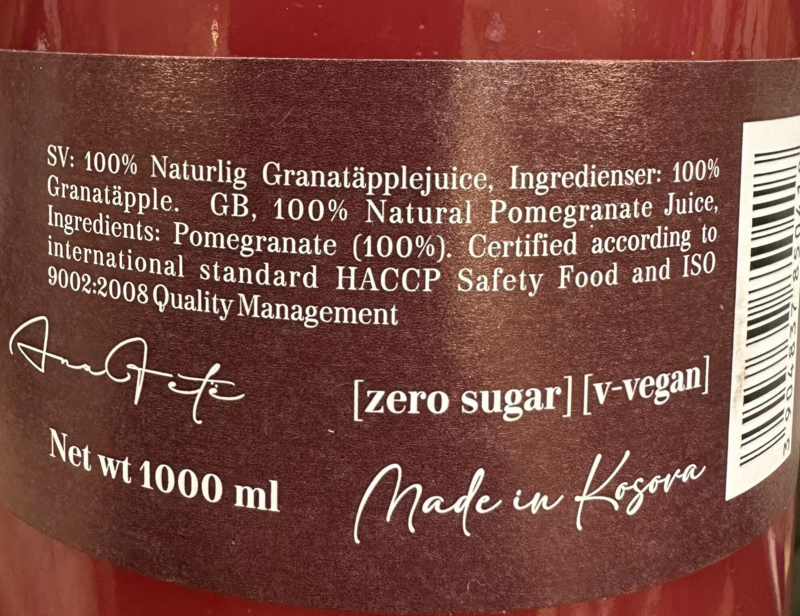 SV: 100% Naturlig Granatäpplejuice, Ingredienser: 100%
Granatäpple. GB, 100% Natural Pomegranate Juice,
Ingredients: Pomegranate (100%). Certified according to
international standard HACCP Safety Food and ISO
9002:2008 Quality Management
[zero sugar] [v-vegan]
Net wt 1000 ml
Made in Kosova